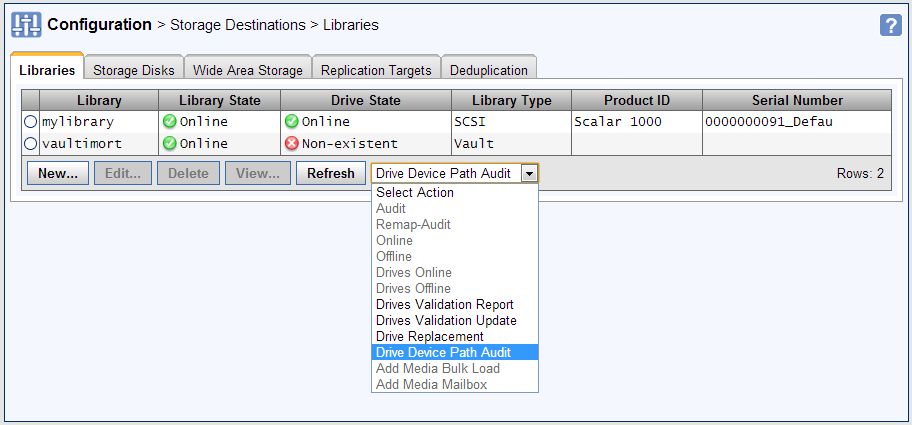 Configuration > Storage Destinations > Libraries
?
Libraries Storage Disks Wide Area Storage Replication Targets Deduplication
Library Library State Drive State Library Type Product ID Serial Number
mylibrary Online Online SCSI Scalar 1000 0000000091_Defau
vaultimort Online Non-existent Vault
New... Edit... Delete View... Refresh Drive Device Path Audit Rows: 2
Select Action
Audit
Remap-Audit
Online
Offline
Drives Online
Drives Offline
Drives Validation Report
Drives Validation Update
Drive Replacement
Drive Device Path Audit
Add Media Bulk Load
Add Media Mailbox